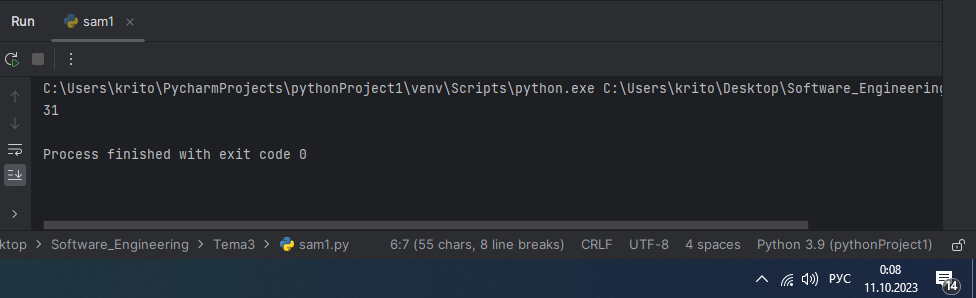 Run sam1
C:\Users\krito\PycharmProjects\pythonProject1\venv\Scripts\python.exe C:\Users\krito\Desktop\Software_Engineering
31
Process finished with exit code 0
ktop Software_Engineering Tema3 sam1.py 6:7 (55 chars, 8 line breaks) CRLF UTF-8 4 spaces Python 3.9 (pythonProject1)
РУС 0:08
11.10.2023 14